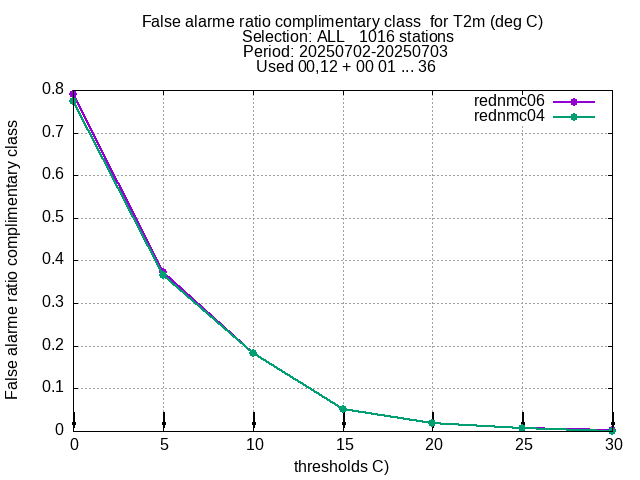 False alarme ratio complimentary class  for T2m (deg C)
Selection: ALL   1016 stations
Period: 20250702-20250703
Used 00,12 + 00 01 ... 36
rednmc06
rednmc04
False alarme ratio complimentary class
0.8
0.7
0.6
0.5
0.4
0.3
0.2
0.1
0
0 5 10 15 20 25 30
thresholds C)